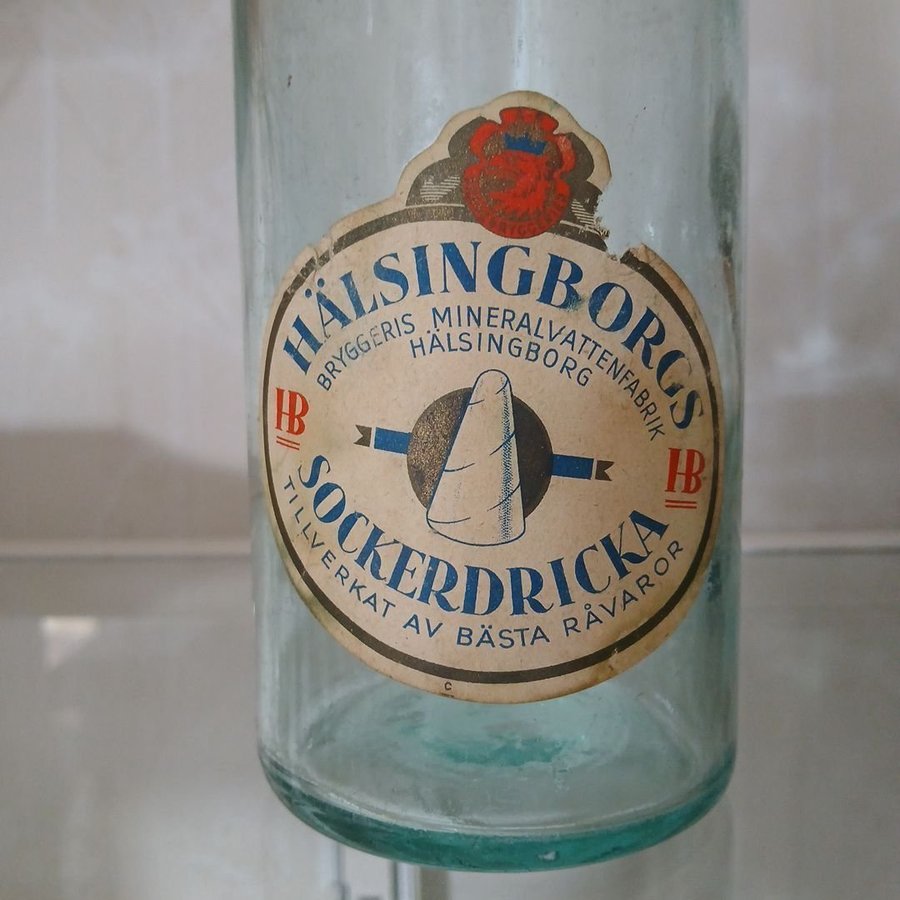 HÄLSINGBORGS
BRYGGERIS MINERALVATTENFABRIK
HÄLSINGBORG
HB
HB
SOCKERDRICKA
TILLVERKAT AV BÄSTA RÅVAROR
C